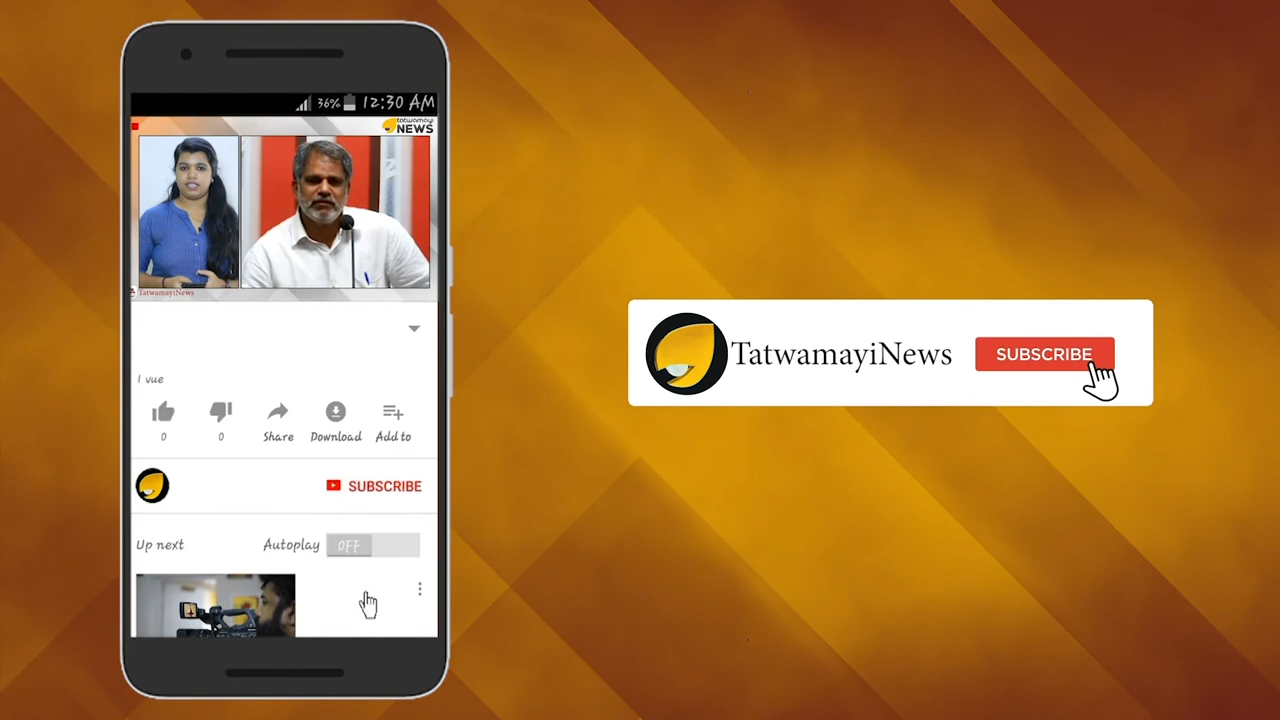 36% 12:30 AM
tatwamayi
NEWS
TatwamayiNews
1 vue
0 0 Share Download Add to
SUBSCRIBE
Up next Autoplay OFF
TatwamayiNews SUBSCRIBE